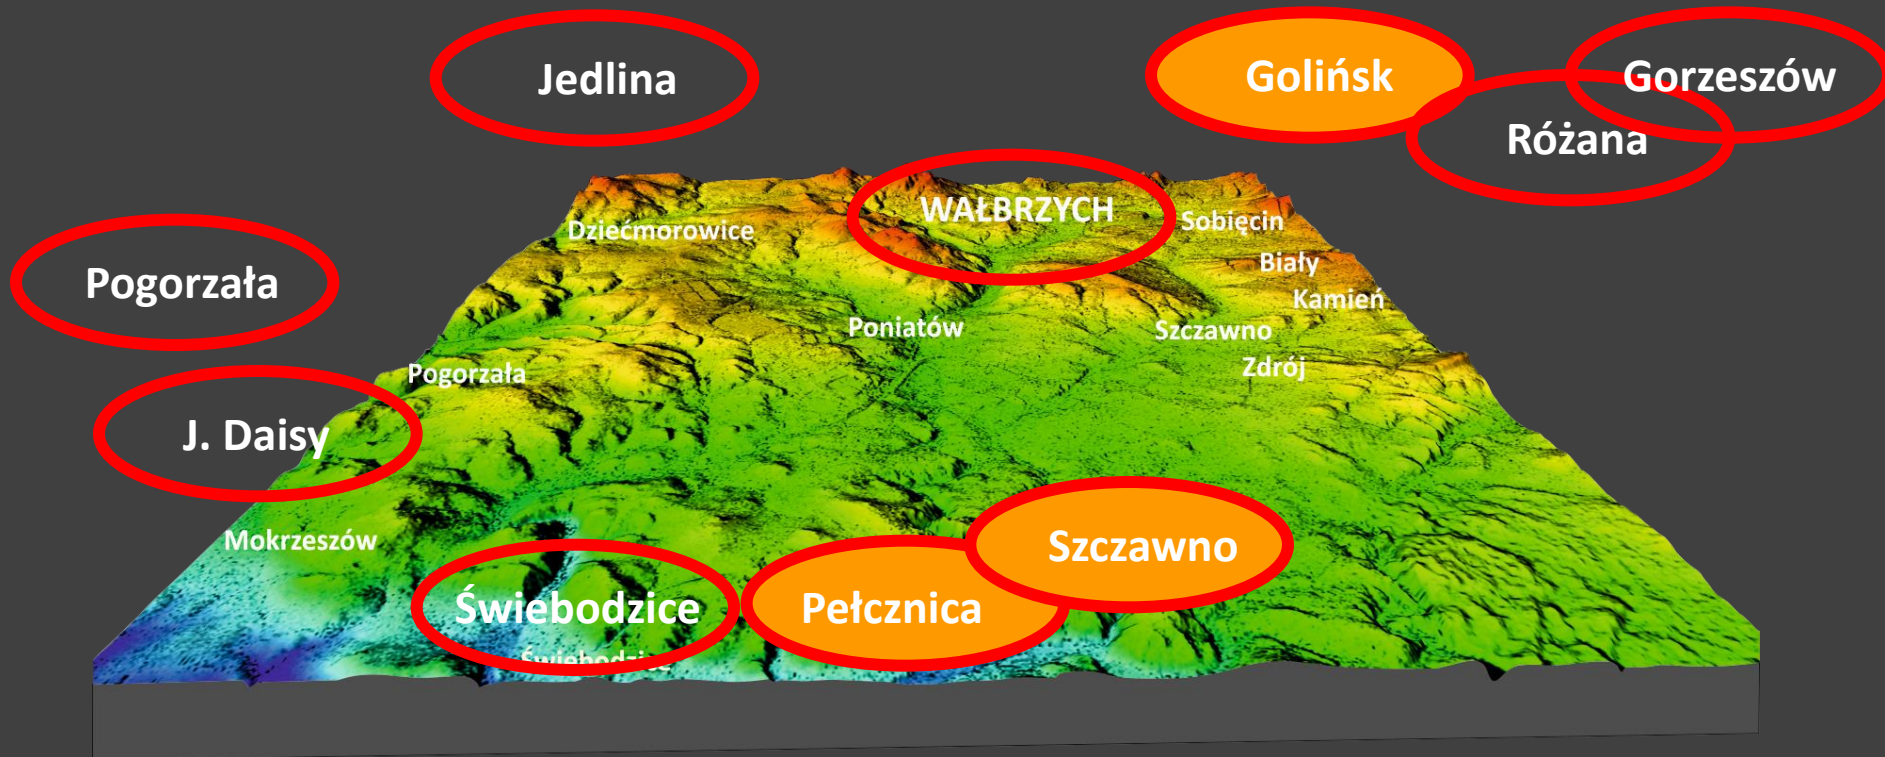 Jedlina
Golińsk
Gorzeszów
Różana
WAŁBRZYCH
Sobięcin
Dziećmorowice
Biały
Kamień
Pogorzała
Poniatów
Szczawno
Zdrój
Pogorzała
J. Daisy
Mokrzeszów
Szczawno
Świebodzice
Pełcznica
Świebodzice